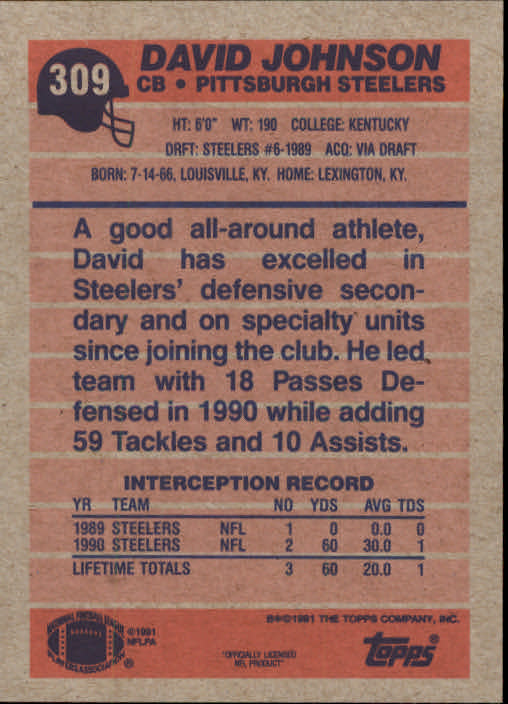 309
DAVID JOHNSON
CB • PITTSBURGH STEELERS
HT: 6'0" WT: 190 COLLEGE: KENTUCKY
DRFT: STEELERS #6-1989 ACQ: VIA DRAFT
BORN: 7-14-66, LOUISVILLE, KY. HOME: LEXINGTON, KY.
A good all-around athlete,
David has excelled in
Steelers' defensive secon-
dary and on specialty units
since joining the club. He led
team with 18 Passes De-
fensed in 1990 while adding
59 Tackles and 10 Assists.
INTERCEPTION RECORD
YR TEAM NO YDS AVG TDS
1989 STEELERS NFL 1 0 0.0 0
1990 STEELERS NFL 2 60 30.0 1
LIFETIME TOTALS 3 60 20.0 1
NATIONAL FOOTBALL LEAGUE
PLAYERS ASSOCIATION ®
©1991
NFLPA
"OFFICIALLY LICENSED
NFL PRODUCT"
®©1991 THE TOPPS COMPANY, INC.
topps®